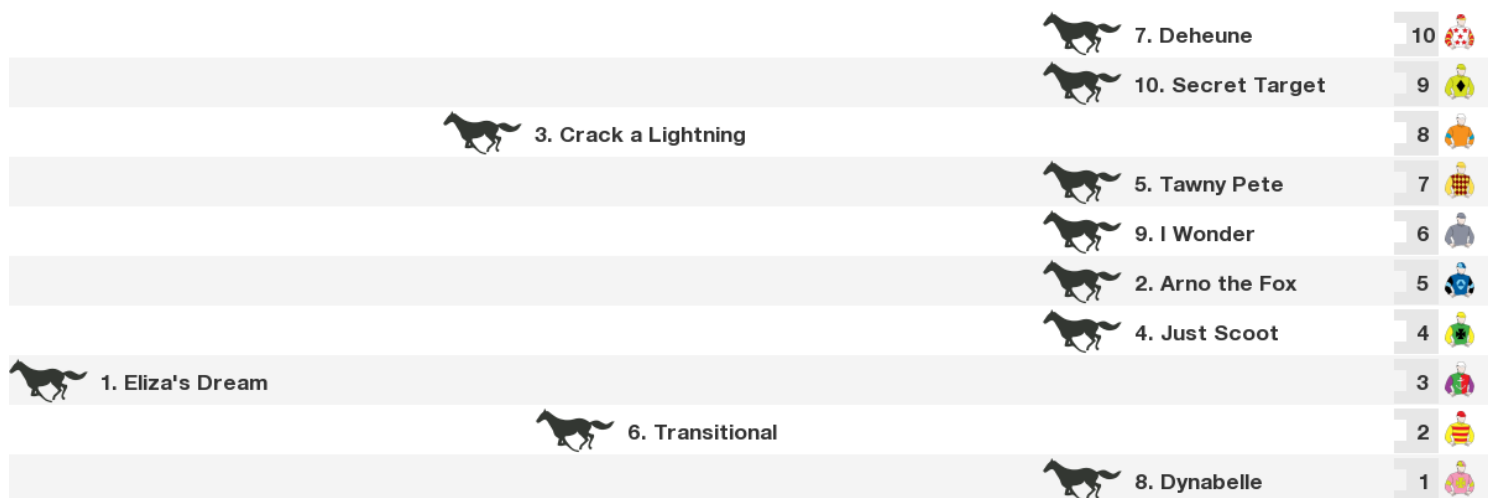 7. Deheune 10
10. Secret Target 9
3. Crack a Lightning 8
5. Tawny Pete 7
9. I Wonder 6
2. Arno the Fox 5
4. Just Scoot 4
1. Eliza's Dream 3
6. Transitional 2
8. Dynabelle 1